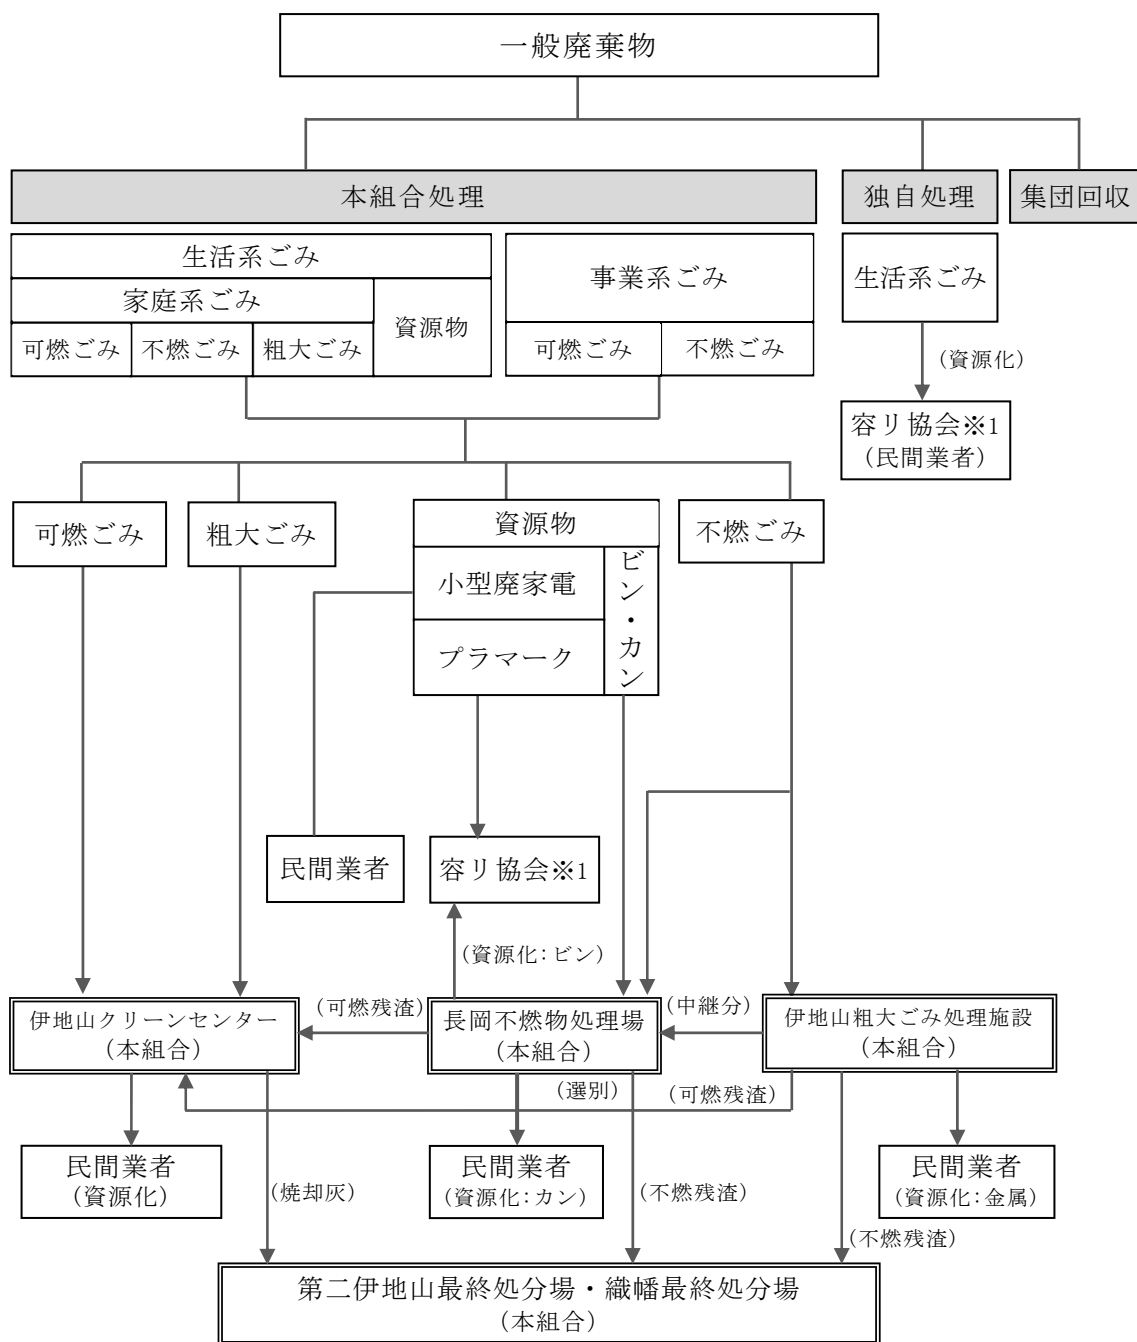 一般廃棄物
本組合処理
独自処理
集団回収
生活系ごみ
事業系ごみ
生活系ごみ
家庭系ごみ
資源物
可燃ごみ
不燃ごみ
粗大ごみ
可燃ごみ
不燃ごみ
(資源化)
容リ協会※1
(民間業者)
可燃ごみ
粗大ごみ
資源物
不燃ごみ
小型廃家電
ビン・カン
プラマーク
民間業者
容リ協会※1
(資源化:ビン)
伊地山クリーンセンター
(本組合)
(可燃残渣)
長岡不燃物処理場
(本組合)
(中継分)
伊地山粗大ごみ処理施設
(本組合)
(選別)
(可燃残渣)
民間業者
(資源化)
(焼却灰)
民間業者
(資源化:カン)
(不燃残渣)
民間業者
(資源化:金属)
(不燃残渣)
第二伊地山最終処分場・織幡最終処分場
(本組合)